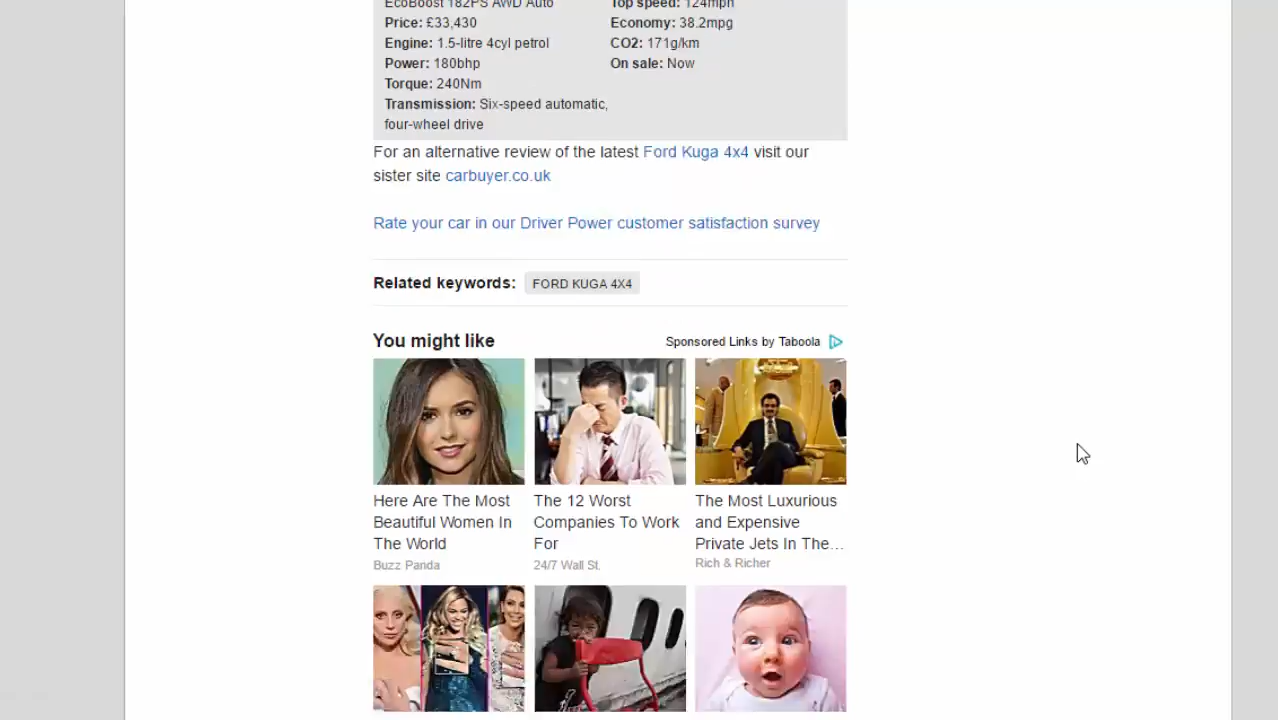 EcoBoost 182PS AWD Auto
Price: £33,430
Engine: 1.5-litre 4cyl petrol
Power: 180bhp
Torque: 240Nm
Transmission: Six-speed automatic,
four-wheel drive
Top speed: 124mph
Economy: 38.2mpg
CO2: 171g/km
On sale: Now
For an alternative review of the latest Ford Kuga 4x4 visit our
sister site carbuyer.co.uk
Rate your car in our Driver Power customer satisfaction survey
Related keywords: FORD KUGA 4X4
You might like
Sponsored Links by Taboola
Here Are The Most
Beautiful Women In
The World
Buzz Panda
The 12 Worst
Companies To Work
For
24/7 Wall St.
The Most Luxurious
and Expensive
Private Jets In The...
Rich & Richer